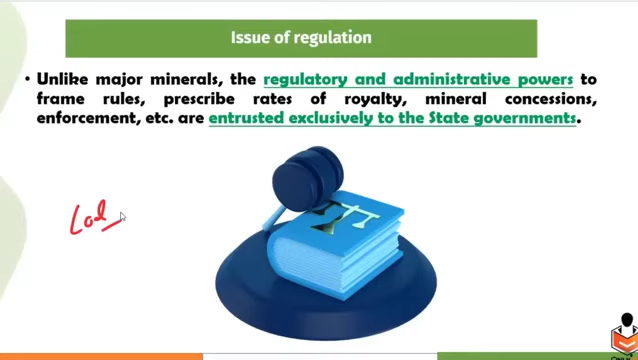 Issue of regulation
• Unlike major minerals, the regulatory and administrative powers to
frame rules, prescribe rates of royalty, mineral concessions,
enforcement, etc. are entrusted exclusively to the State governments.